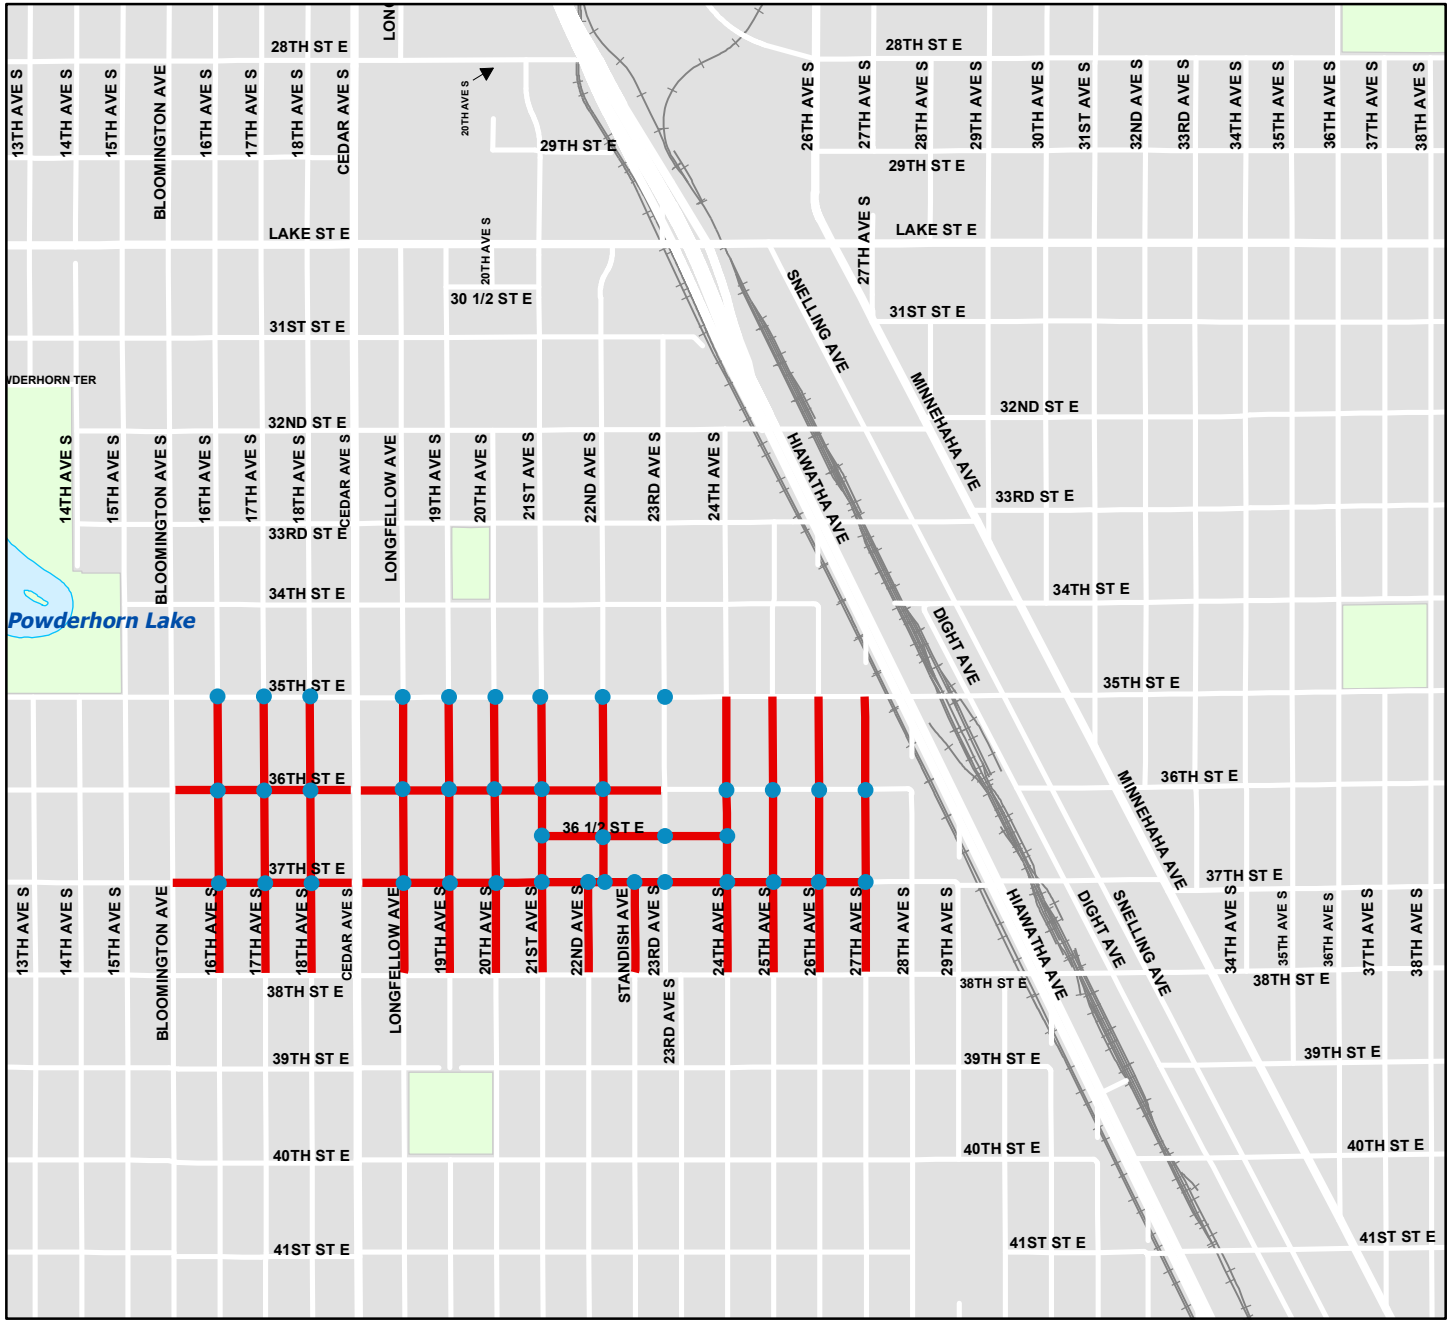 LONG
28TH ST E
28TH ST E
13TH AVE S
14TH AVE S
15TH AVE S
BLOOMINGTON AVE
16TH AVE S
17TH AVE S
18TH AVE S
CEDAR AVE S
20TH AVE S
26TH AVE S
27TH AVE S
28TH AVE S
29TH AVE S
30TH AVE S
31ST AVE S
32ND AVE S
33RD AVE S
34TH AVE S
35TH AVE S
36TH AVE S
37TH AVE S
38TH AVE S
29TH ST E
29TH ST E
LAKE ST E
20TH AVE S
27TH AVE S
LAKE ST E
30 1/2 ST E
SNELLING AVE
31ST ST E
31ST ST E
WDERHORN TER
MINNEHAHA AVE
32ND ST E
32ND ST E
14TH AVE S
15TH AVE S
BLOOMINGTON AVE
16TH AVE S
17TH AVE S
18TH AVE S
CEDAR AVE S
LONGFELLOW AVE
19TH AVE S
20TH AVE S
21ST AVE S
22ND AVE S
23RD AVE S
24TH AVE S
HIAWATHA AVE
33RD ST E
33RD ST E
34TH ST E
34TH ST E
Powderhorn Lake
DIGHT AVE
35TH ST E
35TH ST E
36TH ST E
36TH ST E
MINNEHAHA AVE
36 1/2 ST E
37TH ST E
37TH ST E
13TH AVE S
14TH AVE S
15TH AVE S
BLOOMINGTON AVE
16TH AVE S
17TH AVE S
18TH AVE S
CEDAR AVE S
LONGFELLOW AVE
19TH AVE S
20TH AVE S
21ST AVE S
22ND AVE S
STANDISH AVE
23RD AVE S
24TH AVE S
25TH AVE S
26TH AVE S
27TH AVE S
28TH AVE S
29TH AVE S
HIAWATHA AVE
DIGHT AVE
SNELLING AVE
34TH AVE S
35TH AVE S
36TH AVE S
37TH AVE S
38TH AVE S
38TH ST E
23RD AVE S
38TH ST E
38TH ST E
39TH ST E
39TH ST E
39TH ST E
40TH ST E
40TH ST E
40TH ST E
41ST ST E
41ST ST E
41ST ST E